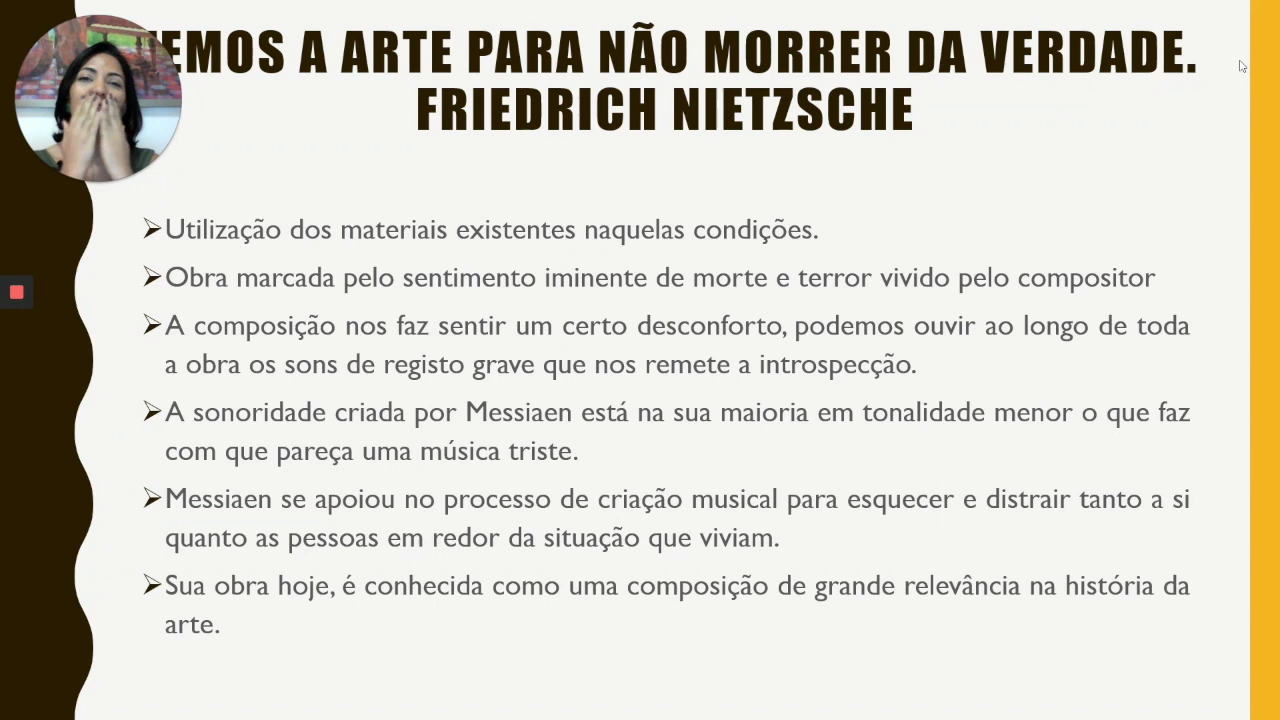 TEMOS A ARTE PARA NÃO MORRER DA VERDADE.
FRIEDRICH NIETZSCHE
➢Utilização dos materiais existentes naquelas condições.
➢Obra marcada pelo sentimento iminente de morte e terror vivido pelo compositor
➢A composição nos faz sentir um certo desconforto, podemos ouvir ao longo de toda
a obra os sons de registo grave que nos remete a introspecção.
➢A sonoridade criada por Messiaen está na sua maioria em tonalidade menor o que faz
com que pareça uma música triste.
➢Messiaen se apoiou no processo de criação musical para esquecer e distrair tanto a si
quanto as pessoas em redor da situação que viviam.
➢Sua obra hoje, é conhecida como uma composição de grande relevância na história da
arte.